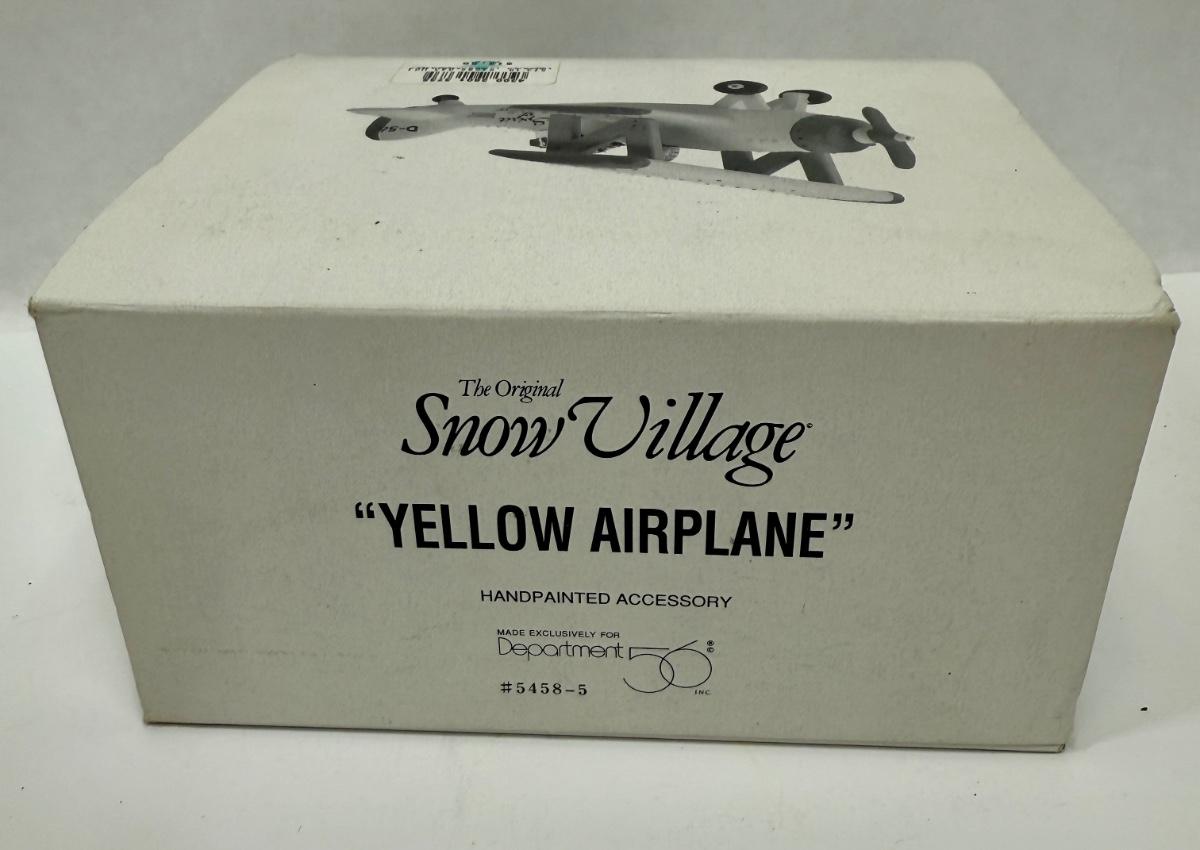 The Original
Snow Village®
“YELLOW AIRPLANE”
HANDPAINTED ACCESSORY
MADE EXCLUSIVELY FOR
Department 56 ®©
INC.
#5458-5